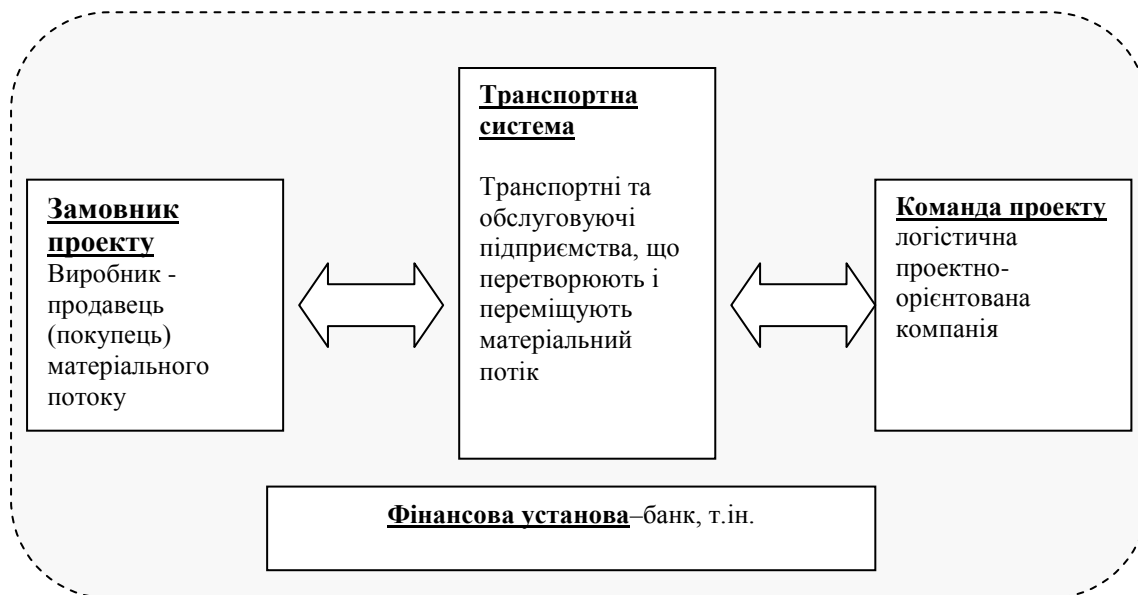 Замовник
проекту
Виробник -
продавець
(покупець)
матеріального
потоку
Транспортна
система
Транспортні та
обслуговуючі
підприємства, що
перетворюють і
переміщують
матеріальний
потік
Команда проекту
логістична
проектно-
орієнтована
компанія
Фінансова установа–банк, т.ін.